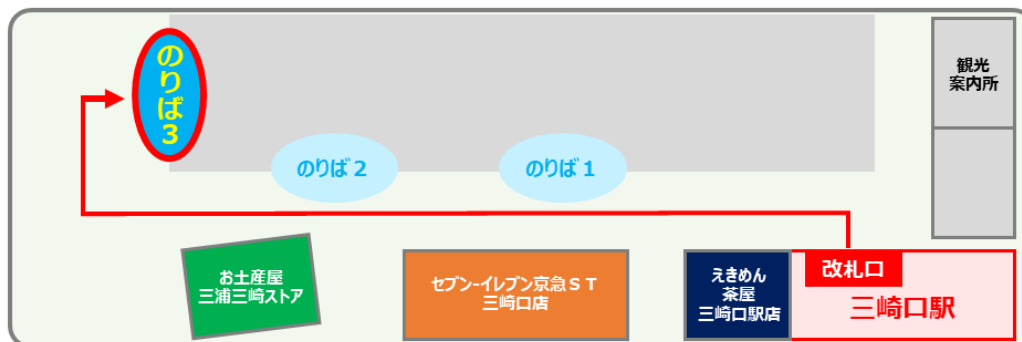 のりば３
のりば２
のりば１
観光
案内所
お土産屋
三浦三崎ストア
セブン-イレブン京急ＳＴ
三崎口店
えきめん
茶屋
三崎口駅店
改札口
三崎口駅